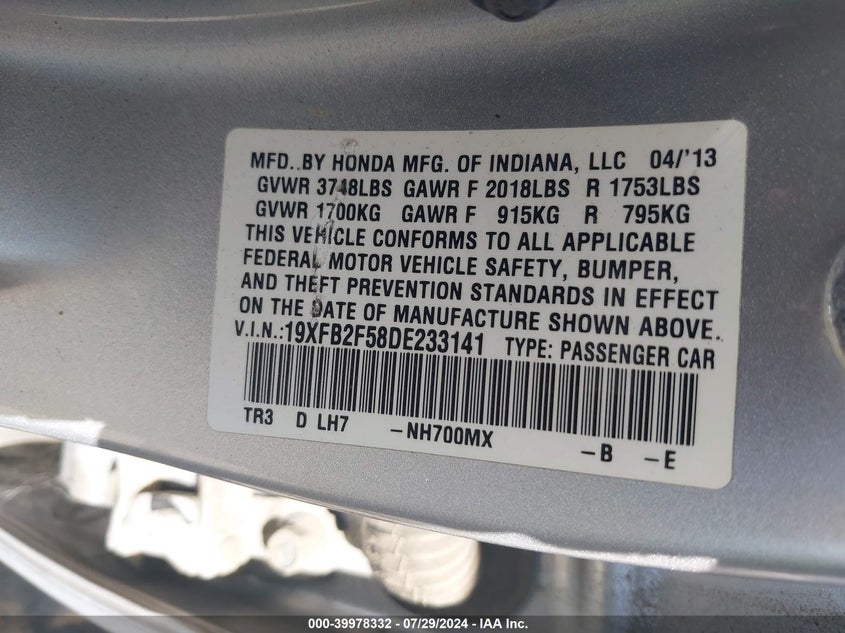 MFD. BY HONDA MFG. OF INDIANA, LLC 04/'13
GVWR 3748LBS GAWR F 2018LBS R 1753LBS
GVWR 1700KG GAWR F 915KG R 795KG
THIS VEHICLE CONFORMS TO ALL APPLICABLE
FEDERAL MOTOR VEHICLE SAFETY, BUMPER,
AND THEFT PREVENTION STANDARDS IN EFFECT
ON THE DATE OF MANUFACTURE SHOWN ABOVE.
V.I.N.:19XFB2F58DE233141 TYPE: PASSENGER CAR
TR3 D LH7 -NH700MX -B -E
000-39978332 - 07/29/2024 - IAA Inc.